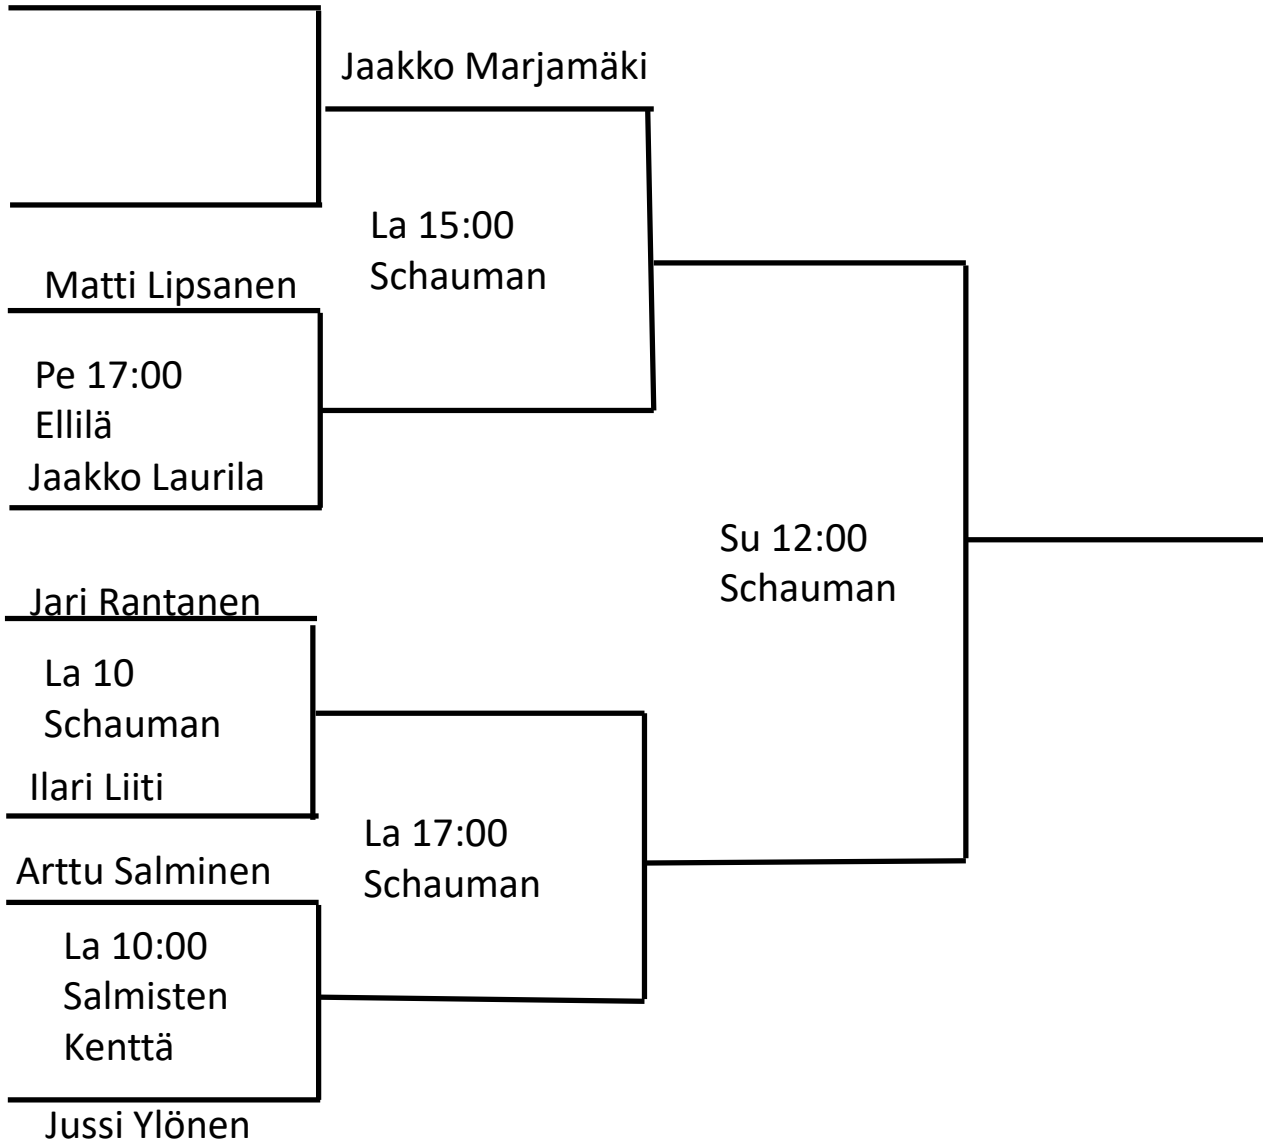 Jaakko Marjamäki
La 15:00
Schauman
Matti Lipsanen
Pe 17:00
Ellilä
Jaakko Laurila
Su 12:00
Schauman
Jari Rantanen
La 10
Schauman
Ilari Liiti
La 17:00
Schauman
Arttu Salminen
La 10:00
Salmisten
Kenttä
Jussi Ylönen